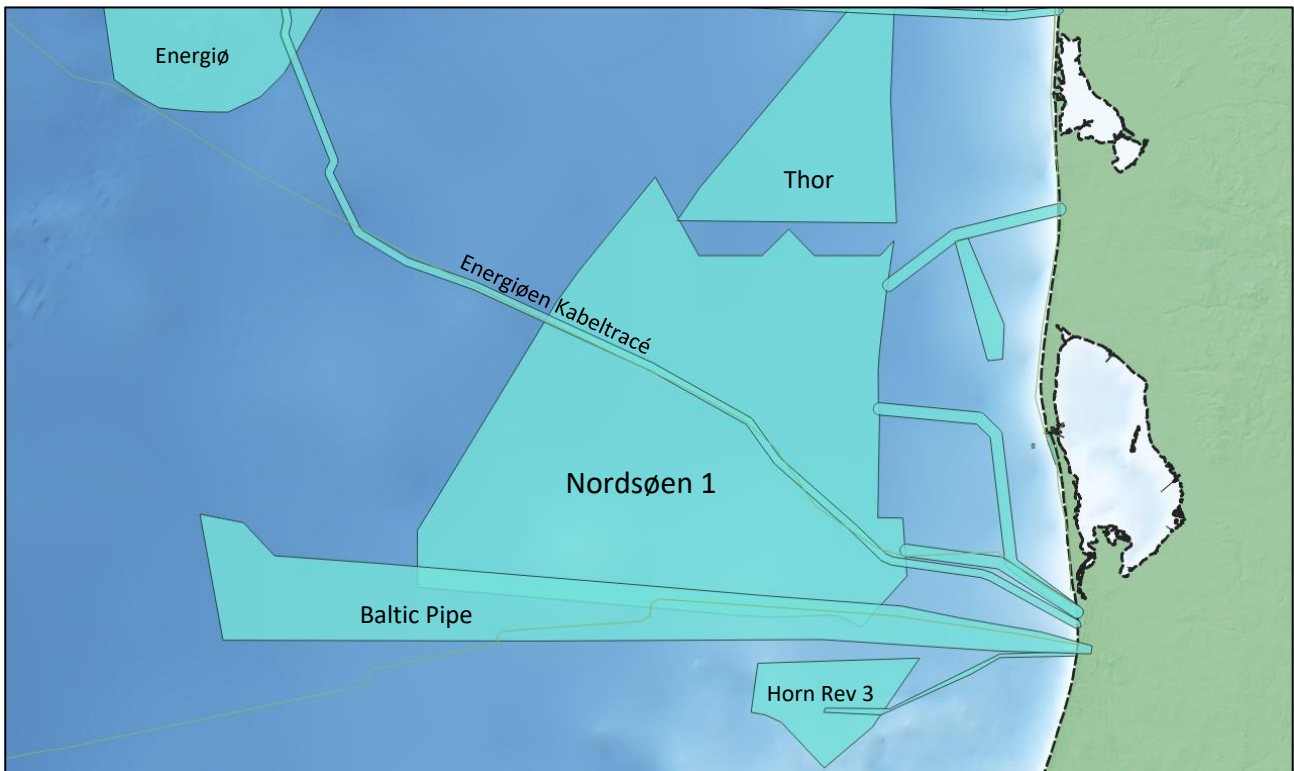 Energiø
Thor
Energiøen Kabeltracé
Nordsøen 1
Baltic Pipe
Horn Rev 3